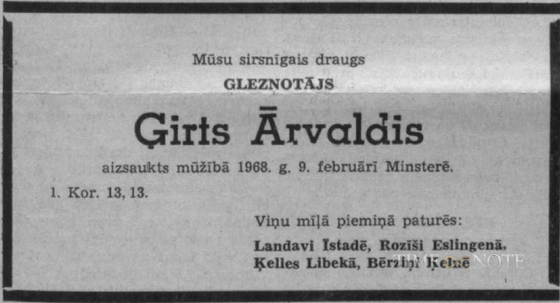 Mūsu sirsnīgais draugs
GLEZNOTĀJS
Ģirts Ārvaldis
aizsaukts mūžībā 1968. g. 9. februārī Minsterē.
1. Kor. 13, 13.
Viņu mīļā piemiņā paturēs:
Landavi Īstadē, Rozīši Eslingenā,
Ķelles Libekā, Bērziņi Ķelnē